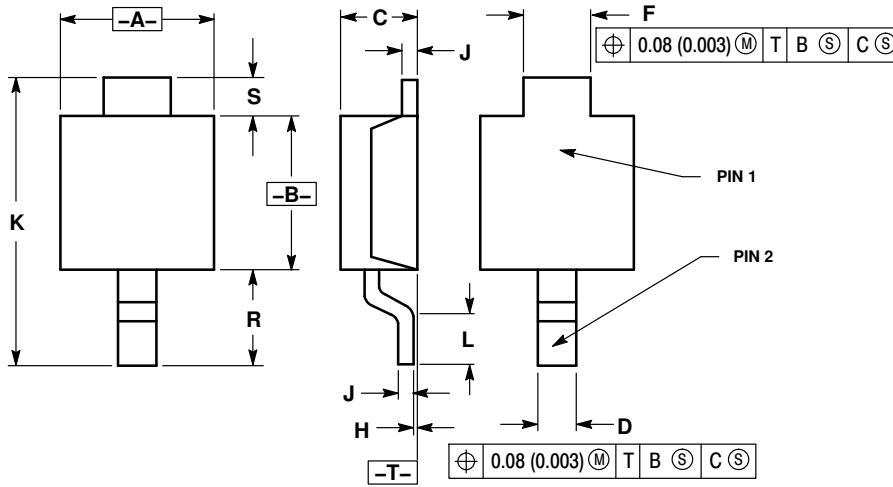 –A–
C
F
J
⌖ 0.08 (0.003) Ⓜ T B Ⓢ C Ⓢ
S
K
–B–
PIN 1
PIN 2
R
L
J
H
D
–T–
⌖ 0.08 (0.003) Ⓜ T B Ⓢ C Ⓢ